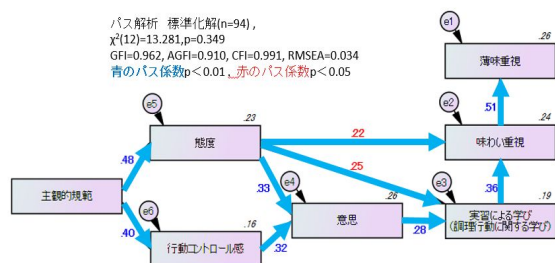 パス解析 標準化解(n=94) ,
χ²(12)=13.281,p=0.349
GFI=0.962, AGFI=0.910, CFI=0.991, RMSEA=0.034
青のパス係数p＜0.01 , 赤のパス係数p＜0.05
e1
.26
薄味重視
.51
e2
.24
味わい重視
e5
.23
態度
.22
.25
.48
.33
.36
e3
.19
実習による学び
(調理行動に関する学び)
e4
.26
意思
.28
主観的規範
.40
e6
.16
行動コントロール感
.32